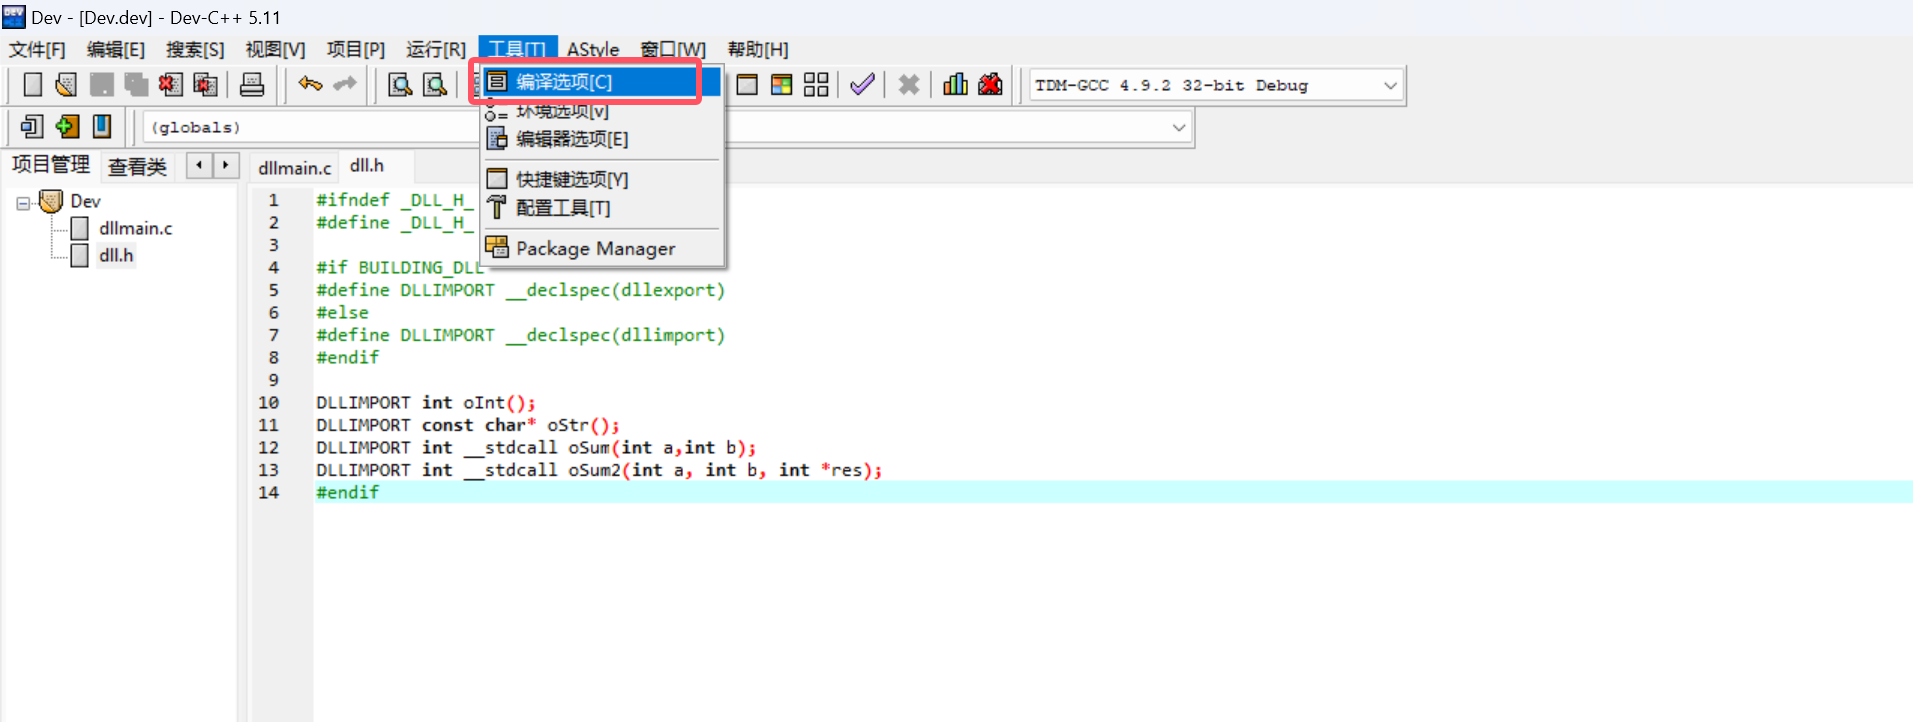 Dev - [Dev.dev] - Dev-C++ 5.11
文件[F] 编辑[E] 搜索[S] 视图[V] 项目[P] 运行[R] 工具[T] AStyle 窗口[W] 帮助[H]
编译选项[C]
环境选项[v]
编辑器选项[E]
快捷键选项[Y]
配置工具[T]
Package Manager
TDM-GCC 4.9.2 32-bit Debug
(globals)
项目管理 查看类
Dev
dllmain.c
dll.h
dllmain.c dll.h
1 #ifndef _DLL_H_
2 #define _DLL_H_
3
4 #if BUILDING_DLL
5 #define DLLIMPORT __declspec(dllexport)
6 #else
7 #define DLLIMPORT __declspec(dllimport)
8 #endif
9
10 DLLIMPORT int oInt();
11 DLLIMPORT const char* oStr();
12 DLLIMPORT int __stdcall oSum(int a,int b);
13 DLLIMPORT int __stdcall oSum2(int a, int b, int *res);
14 #endif